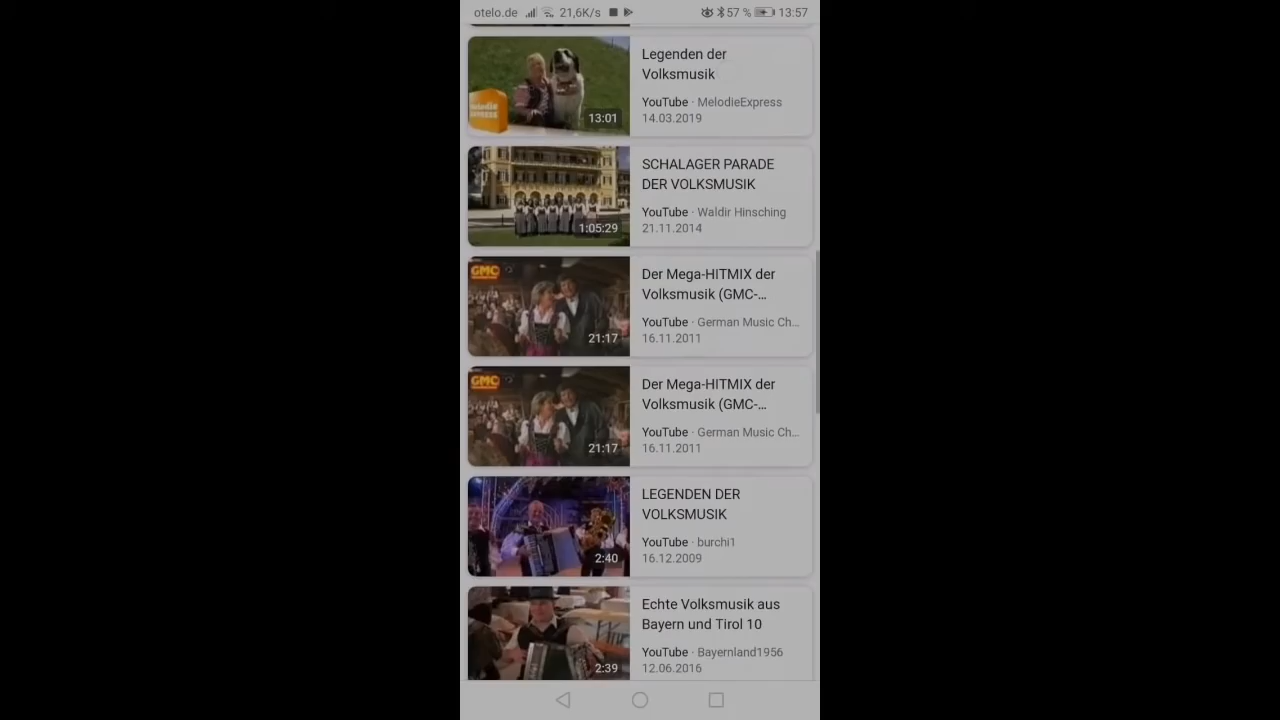 otelo.de 21,6K/s 57 % 13:57
Legenden der
Volksmusik
YouTube · MelodieExpress
14.03.2019
melodie
EXPRESS
13:01
SCHALAGER PARADE
DER VOLKSMUSIK
YouTube · Waldir Hinsching
21.11.2014
1:05:29
GMC
Der Mega-HITMIX der
Volksmusik (GMC-...
YouTube · German Music Ch...
16.11.2011
21:17
GMC
Der Mega-HITMIX der
Volksmusik (GMC-...
YouTube · German Music Ch...
16.11.2011
21:17
LEGENDEN DER
VOLKSMUSIK
YouTube · burchi1
16.12.2009
2:40
Echte Volksmusik aus
Bayern und Tirol 10
YouTube · Bayernland1956
12.06.2016
2:39